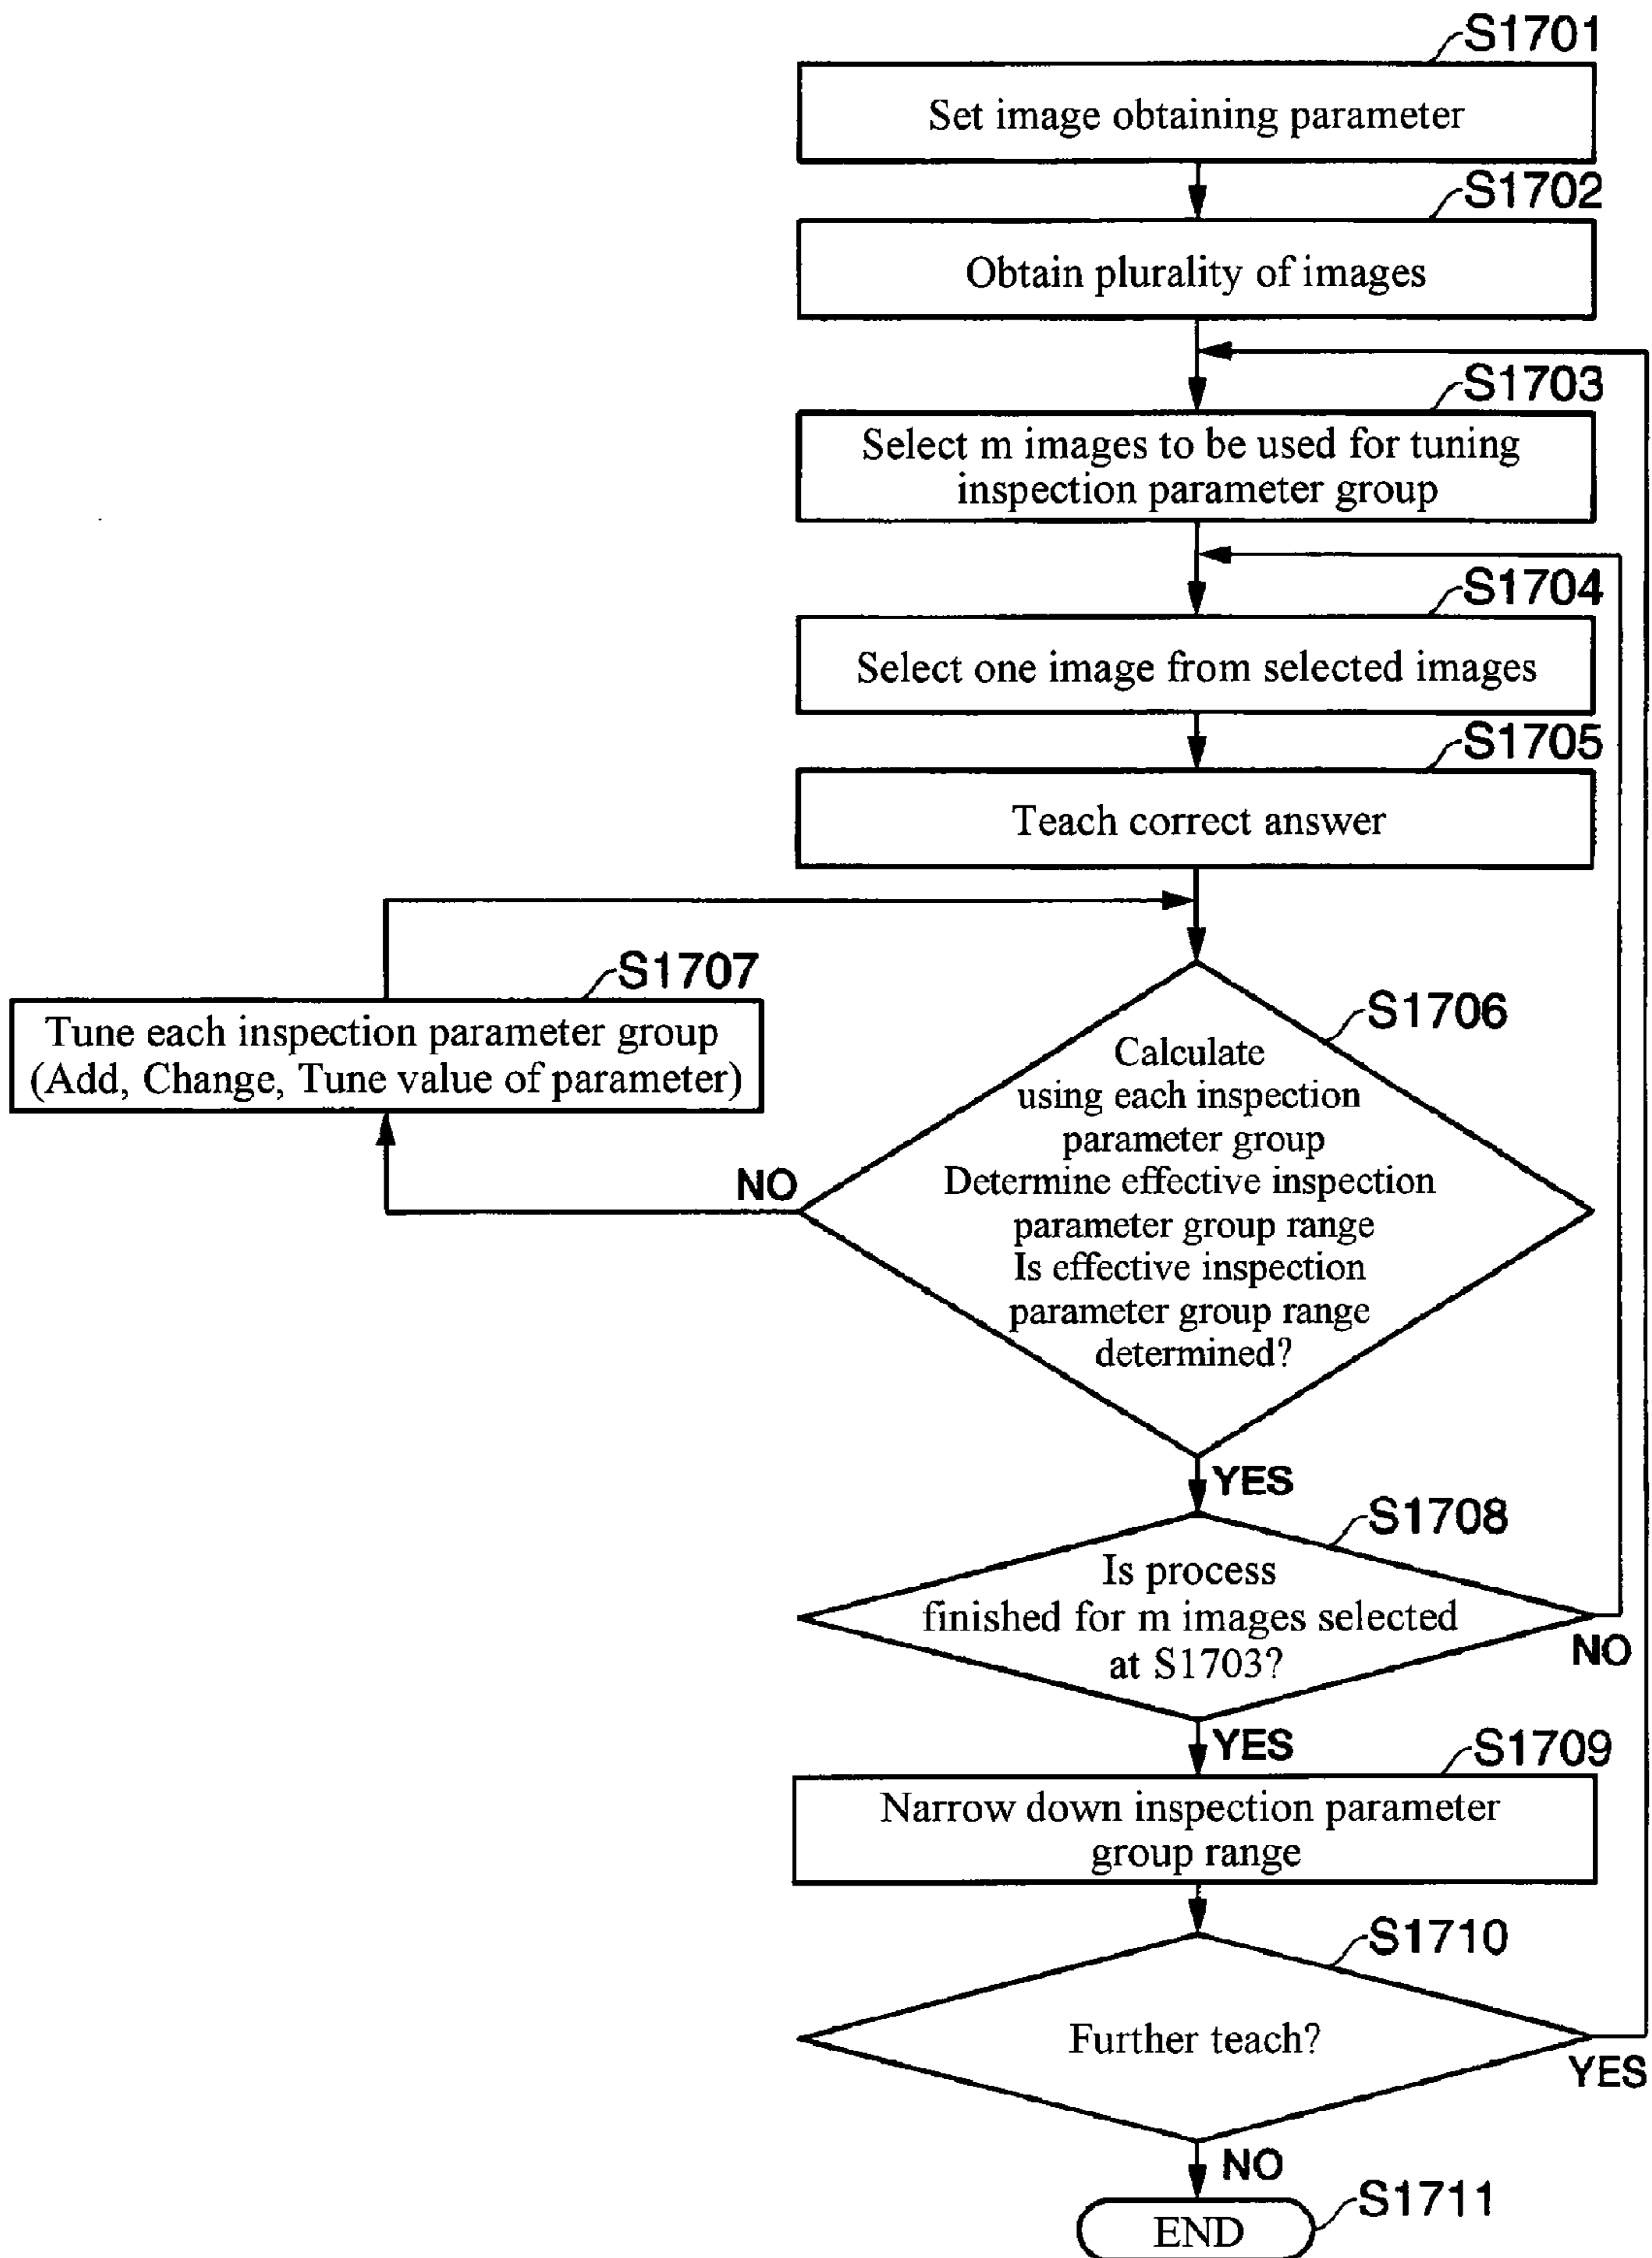 S1701
Set image obtaining parameter
S1702
Obtain plurality of images
S1703
Select m images to be used for tuning
inspection parameter group
S1704
Select one image from selected images
S1705
Teach correct answer
S1707
Tune each inspection parameter group
(Add, Change, Tune value of parameter)
S1706
Calculate
using each inspection
parameter group
Determine effective inspection
parameter group range
Is effective inspection
parameter group range
determined?
NO
YES
S1708
Is process
finished for m images selected
at S1703?
NO
YES
S1709
Narrow down inspection parameter
group range
S1710
Further teach?
YES
NO
S1711
END